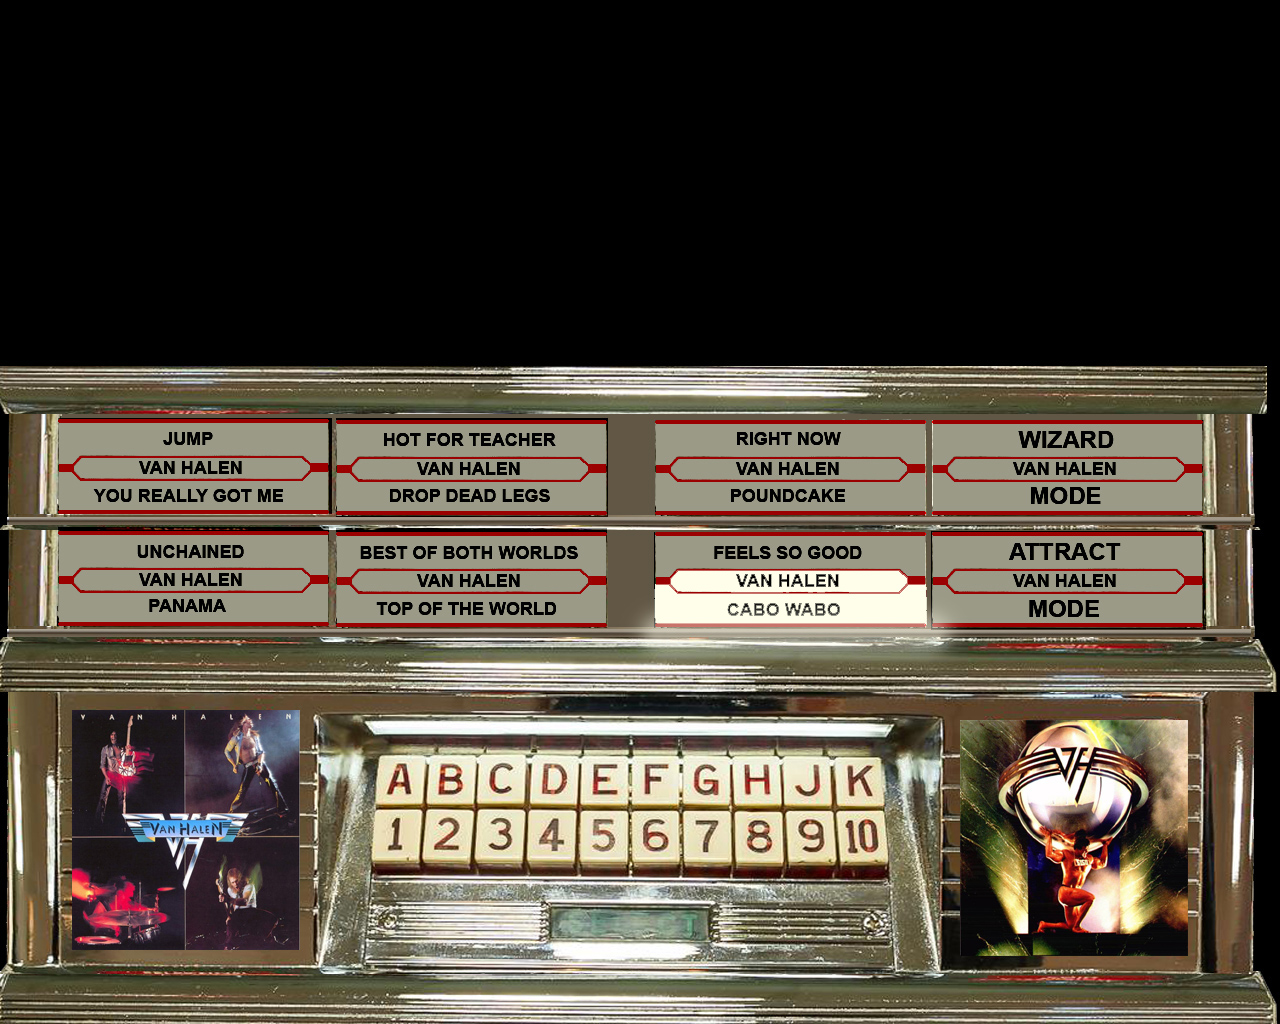 JUMP
VAN HALEN
YOU REALLY GOT ME
HOT FOR TEACHER
VAN HALEN
DROP DEAD LEGS
RIGHT NOW
VAN HALEN
POUNDCAKE
WIZARD
VAN HALEN
MODE
UNCHAINED
VAN HALEN
PANAMA
BEST OF BOTH WORLDS
VAN HALEN
TOP OF THE WORLD
FEELS SO GOOD
VAN HALEN
CABO WABO
ATTRACT
VAN HALEN
MODE
VAN HALEN
VAN HALEN
A B C D E F G H J K
1 2 3 4 5 6 7 8 9 10
VH